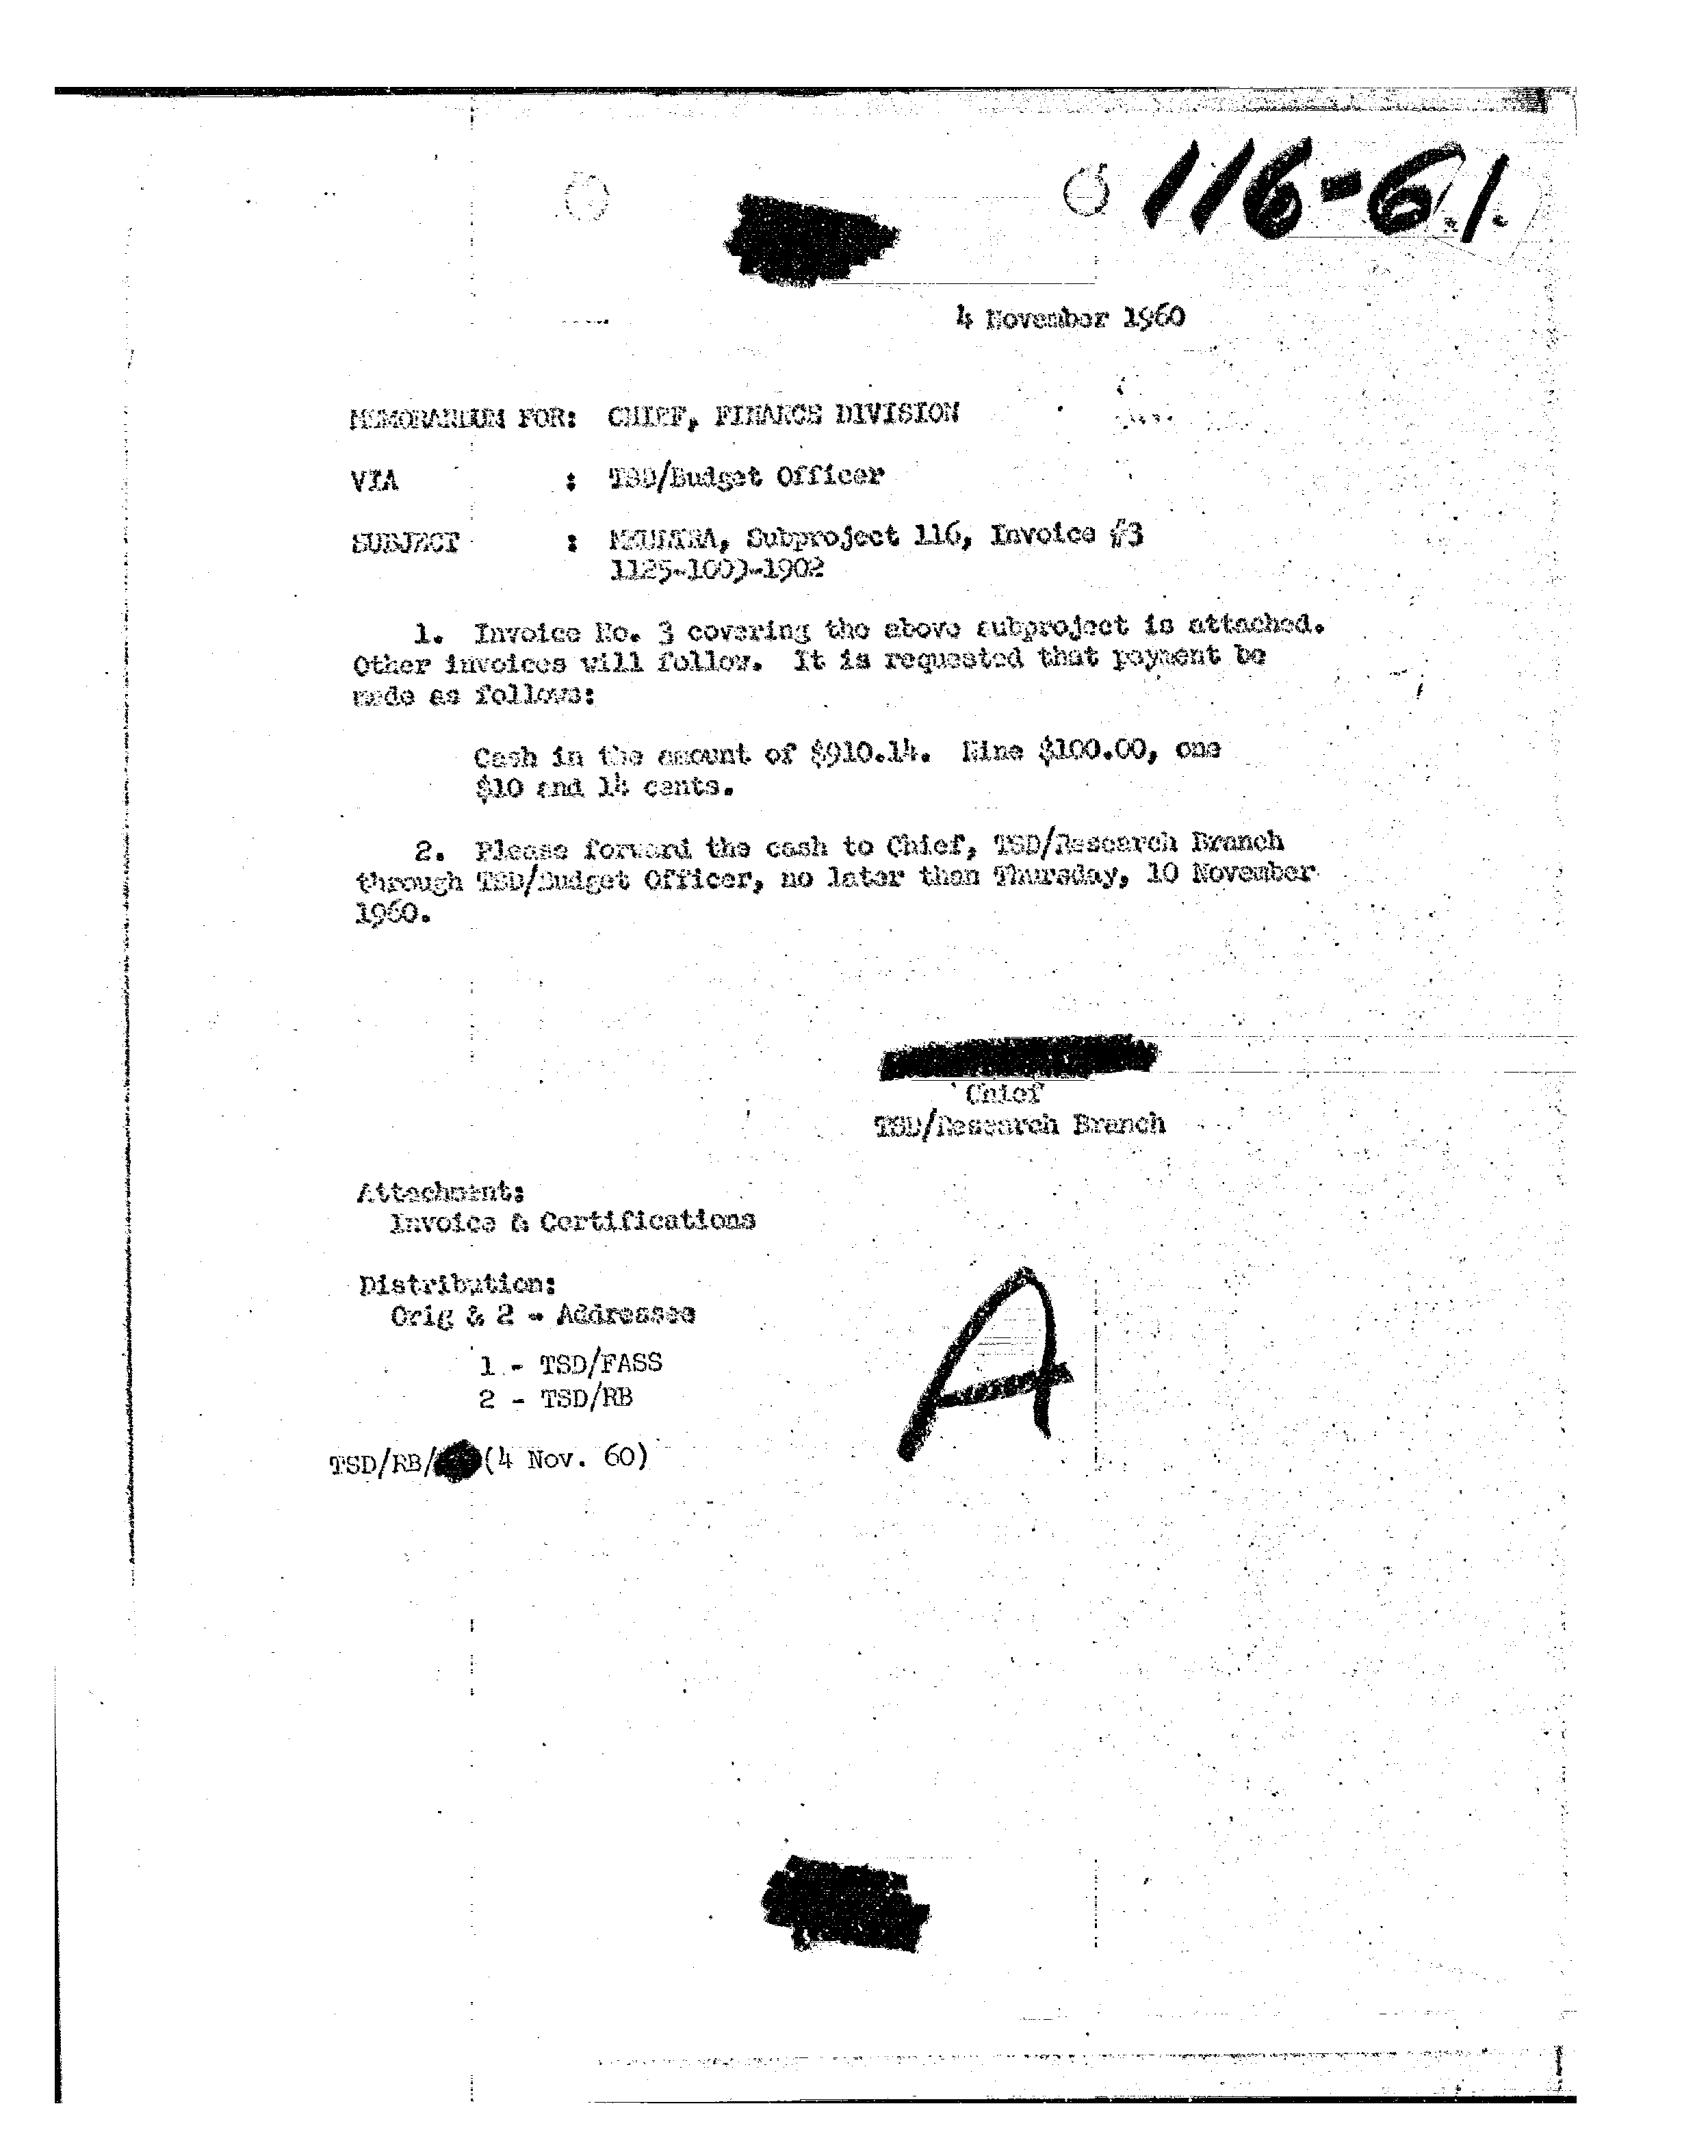 116-61
4 November 1960
MEMORANDUM FOR: CHIEF, FINANCE DIVISION
VIA : TSD/Budget Officer
SUBJECT : MKULTRA, Subproject 116, Invoice #3
1125-1009-1902
1. Invoice No. 3 covering the above subproject is attached.
Other invoices will follow. It is requested that payment be
made as follows:
Cash in the amount of $910.14. Nine $100.00, one
$10 and 14 cents.
2. Please forward the cash to Chief, TSD/Research Branch
through TSD/Budget Officer, no later than Thursday, 10 November
1960.
Chief
TSD/Research Branch
Attachment:
Invoice & Certifications
Distribution:
Orig & 2 - Addressee
1 - TSD/FASS
2 - TSD/RB
A
TSD/RB/ (4 Nov. 60)